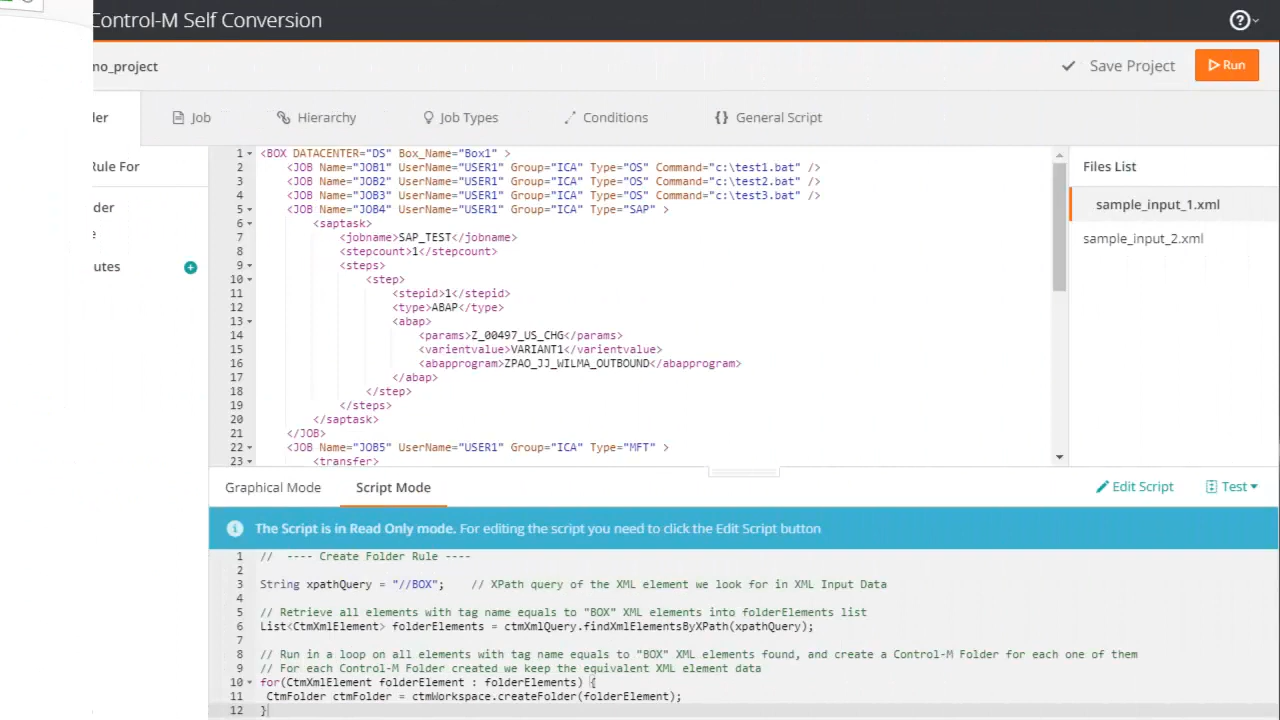 Control-M Self Conversion
no_project
Save Project
Run
der
Job
Hierarchy
Job Types
Conditions
{} General Script
Rule For
der
e
utes
1 <BOX DATACENTER="DS" Box_Name="Box1" >
2 <JOB Name="JOB1" UserName="USER1" Group="ICA" Type="OS" Command="c:\test1.bat" />
3 <JOB Name="JOB2" UserName="USER1" Group="ICA" Type="OS" Command="c:\test2.bat" />
4 <JOB Name="JOB3" UserName="USER1" Group="ICA" Type="OS" Command="c:\test3.bat" />
5 <JOB Name="JOB4" UserName="USER1" Group="ICA" Type="SAP" >
6 <saptask>
7 <jobname>SAP_TEST</jobname>
8 <stepcount>1</stepcount>
9 <steps>
10 <step>
11 <stepid>1</stepid>
12 <type>ABAP</type>
13 <abap>
14 <params>Z_00497_US_CHG</params>
15 <varientvalue>VARIANT1</varientvalue>
16 <abapprogram>ZPAO_JJ_WILMA_OUTBOUND</abapprogram>
17 </abap>
18 </step>
19 </steps>
20 </saptask>
21 </JOB>
22 <JOB Name="JOB5" UserName="USER1" Group="ICA" Type="MFT" >
23 <transfer>
Files List
sample_input_1.xml
sample_input_2.xml
Graphical Mode
Script Mode
Edit Script
Test
The Script is in Read Only mode. For editing the script you need to click the Edit Script button
1 // ---- Create Folder Rule ----
2
3 String xpathQuery = "//BOX"; // XPath query of the XML element we look for in XML Input Data
4
5 // Retrieve all elements with tag name equals to "BOX" XML elements into folderElements list
6 List<CtmXmlElement> folderElements = ctmXmlQuery.findXmlElementsByXPath(xpathQuery);
7
8 // Run in a loop on all elements with tag name equals to "BOX" XML elements found, and create a Control-M Folder for each one of them
9 // For each Control-M Folder created we keep the equivalent XML element data
10 for(CtmXmlElement folderElement : folderElements) {
11 CtmFolder ctmFolder = ctmWorkspace.createFolder(folderElement);
12 }